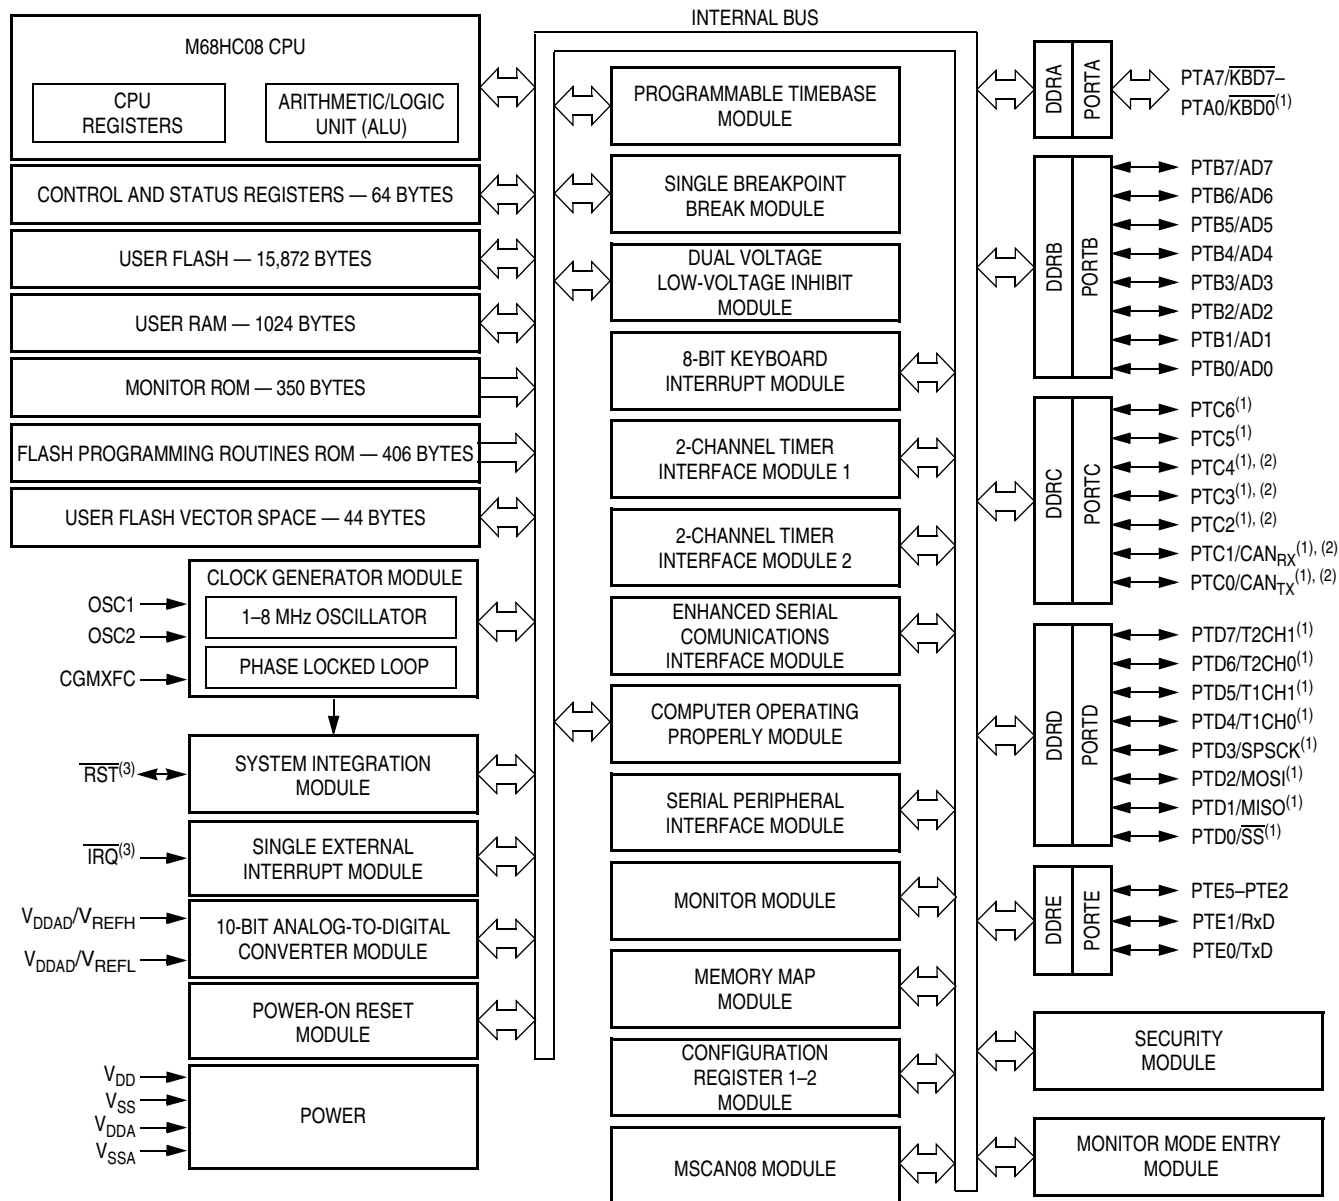 INTERNAL BUS
M68HC08 CPU
CPU
REGISTERS
ARITHMETIC/LOGIC
UNIT (ALU)
CONTROL AND STATUS REGISTERS — 64 BYTES
USER FLASH — 15,872 BYTES
USER RAM — 1024 BYTES
MONITOR ROM — 350 BYTES
FLASH PROGRAMMING ROUTINES ROM — 406 BYTES
USER FLASH VECTOR SPACE — 44 BYTES
CLOCK GENERATOR MODULE
1–8 MHz OSCILLATOR
PHASE LOCKED LOOP
OSC1
OSC2
CGMXFC
SYSTEM INTEGRATION
MODULE
RST(3)
SINGLE EXTERNAL
INTERRUPT MODULE
IRQ(3)
10-BIT ANALOG-TO-DIGITAL
CONVERTER MODULE
VDDAD/VREFH
VDDAD/VREFL
POWER-ON RESET
MODULE
POWER
VDD
VSS
VDDA
VSSA
PROGRAMMABLE TIMEBASE
MODULE
SINGLE BREAKPOINT
BREAK MODULE
DUAL VOLTAGE
LOW-VOLTAGE INHIBIT
MODULE
8-BIT KEYBOARD
INTERRUPT MODULE
2-CHANNEL TIMER
INTERFACE MODULE 1
2-CHANNEL TIMER
INTERFACE MODULE 2
ENHANCED SERIAL
COMUNICATIONS
INTERFACE MODULE
COMPUTER OPERATING
PROPERLY MODULE
SERIAL PERIPHERAL
INTERFACE MODULE
MONITOR MODULE
MEMORY MAP
MODULE
CONFIGURATION
REGISTER 1–2
MODULE
MSCAN08 MODULE
DDRA
PORTA
PTA7/KBD7–
PTA0/KBD0(1)
DDRB
PORTB
PTB7/AD7
PTB6/AD6
PTB5/AD5
PTB4/AD4
PTB3/AD3
PTB2/AD2
PTB1/AD1
PTB0/AD0
DDRC
PORTC
PTC6(1)
PTC5(1)
PTC4(1), (2)
PTC3(1), (2)
PTC2(1), (2)
PTC1/CANRX(1), (2)
PTC0/CANTX(1), (2)
DDRD
PORTD
PTD7/T2CH1(1)
PTD6/T2CH0(1)
PTD5/T1CH1(1)
PTD4/T1CH0(1)
PTD3/SPSCK(1)
PTD2/MOSI(1)
PTD1/MISO(1)
PTD0/SS(1)
DDRE
PORTE
PTE5–PTE2
PTE1/RxD
PTE0/TxD
SECURITY
MODULE
MONITOR MODE ENTRY
MODULE